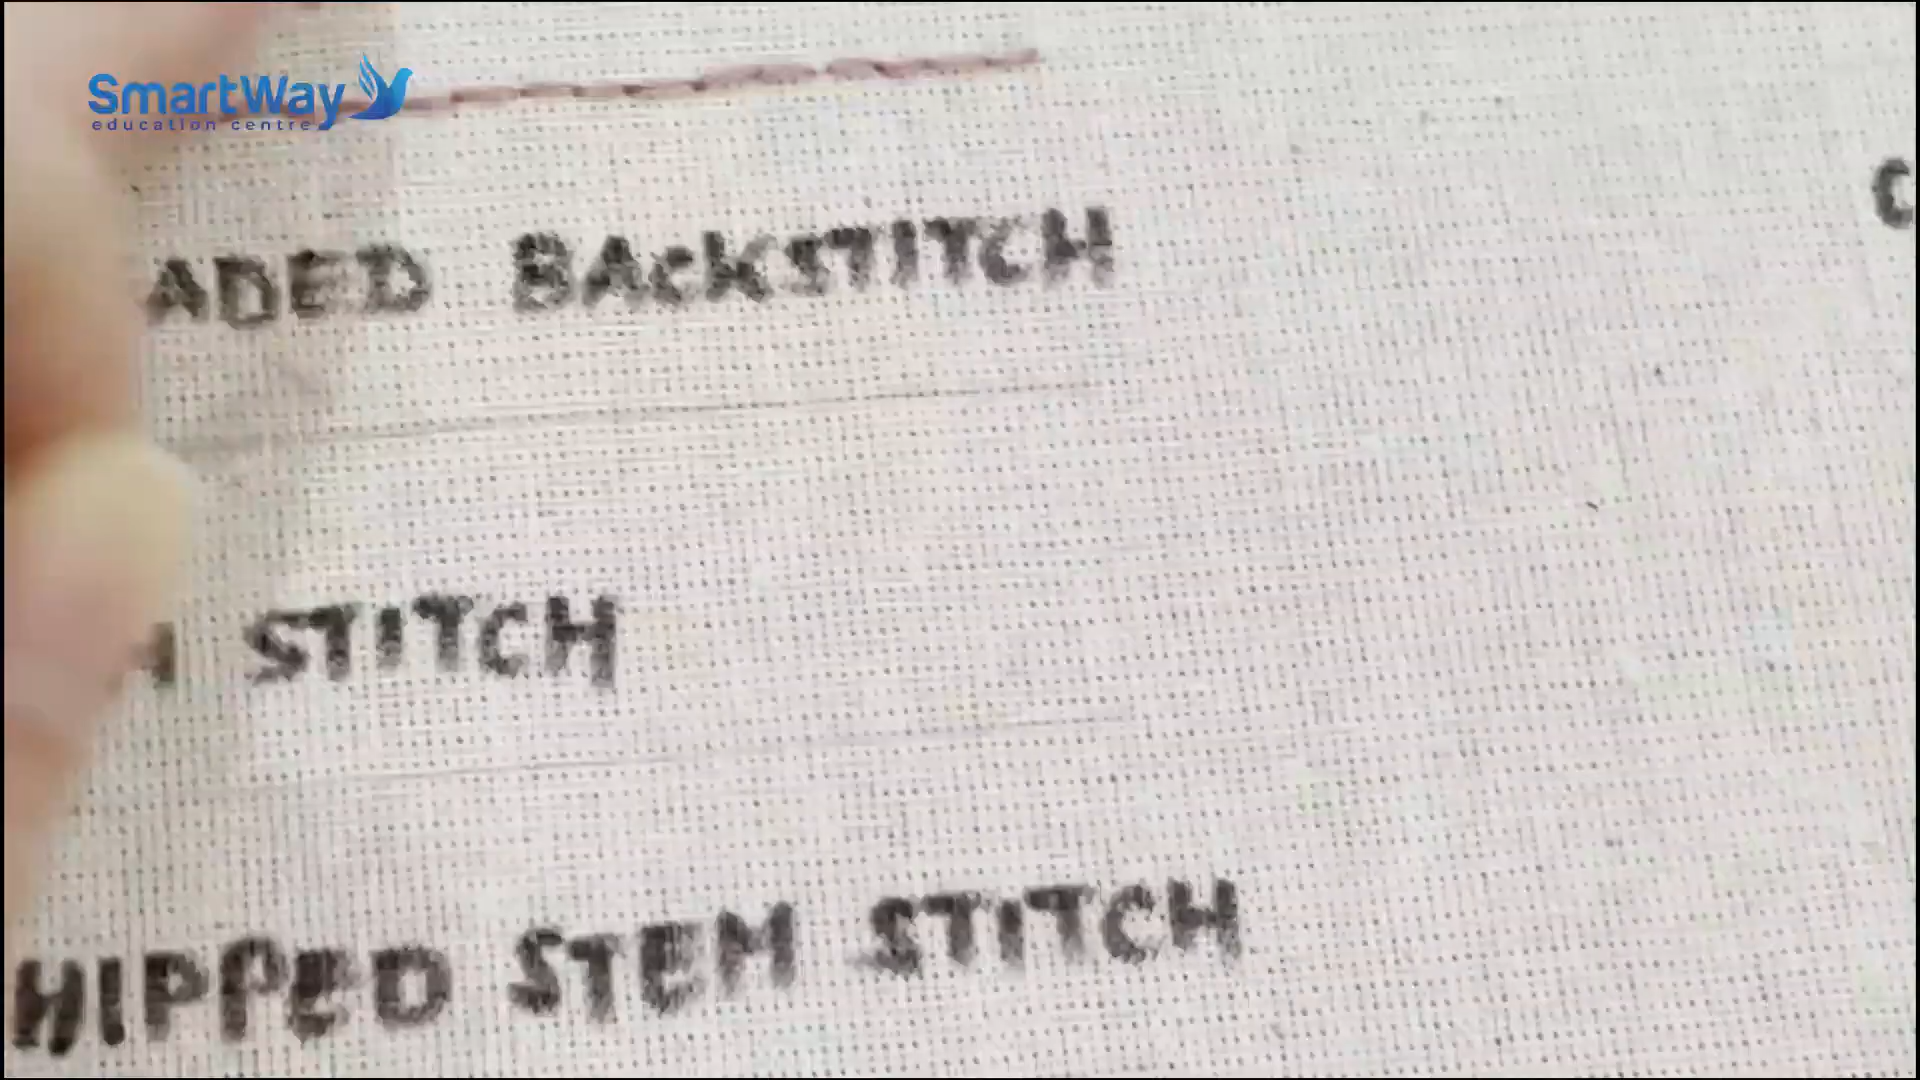 SmartWay
education centre
ADED BACKSTITCH
C
STITCH
HIPPED STEM STITCH